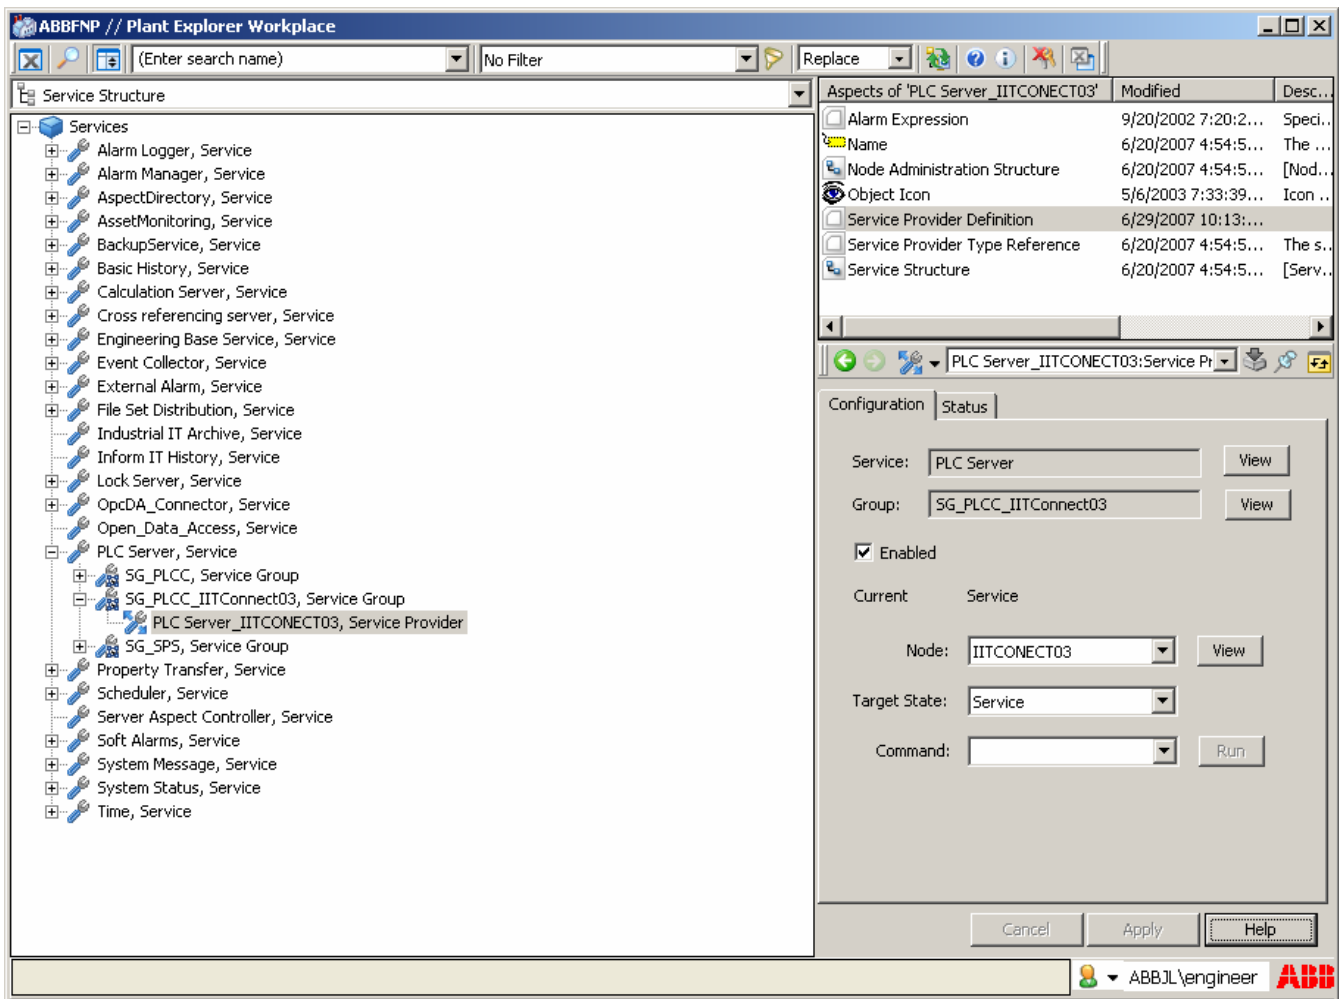 ABBFNP // Plant Explorer Workplace
(Enter search name) No Filter Replace
Service Structure
Services
Alarm Logger, Service
Alarm Manager, Service
AspectDirectory, Service
AssetMonitoring, Service
BackupService, Service
Basic History, Service
Calculation Server, Service
Cross referencing server, Service
Engineering Base Service, Service
Event Collector, Service
External Alarm, Service
File Set Distribution, Service
Industrial IT Archive, Service
Inform IT History, Service
Lock Server, Service
OpcDA_Connector, Service
Open_Data_Access, Service
PLC Server, Service
SG_PLCC, Service Group
SG_PLCC_IITConnect03, Service Group
PLC Server_IITCONECT03, Service Provider
SG_SPS, Service Group
Property Transfer, Service
Scheduler, Service
Server Aspect Controller, Service
Soft Alarms, Service
System Message, Service
System Status, Service
Time, Service
Aspects of 'PLC Server_IITCONECT03' Modified Desc...
Alarm Expression 9/20/2002 7:20:2... Speci...
Name 6/20/2007 4:54:5... The ...
Node Administration Structure 6/20/2007 4:54:5... [Nod...
Object Icon 5/6/2003 7:33:39... Icon ...
Service Provider Definition 6/29/2007 10:13:...
Service Provider Type Reference 6/20/2007 4:54:5... The s...
Service Structure 6/20/2007 4:54:5... [Serv...
PLC Server_IITCONECT03:Service Pr
Configuration Status
Service: PLC Server View
Group: SG_PLCC_IITConnect03 View
Enabled
Current Service
Node: IITCONECT03 View
Target State: Service
Command: Run
Cancel Apply Help
ABBJL\engineer ABB